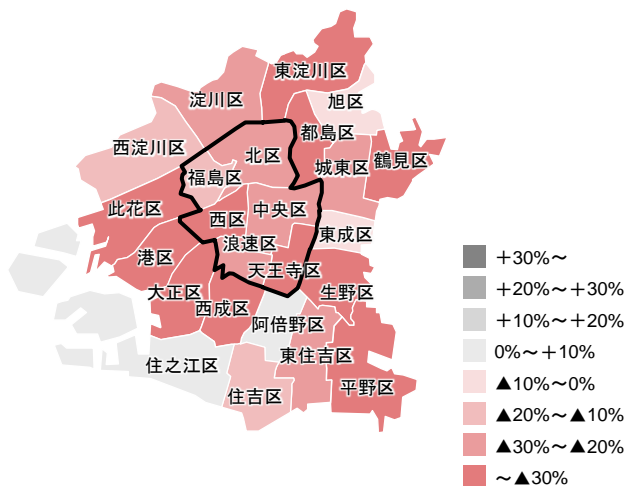 東淀川区
淀川区
旭区
都島区
西淀川区
北区
城東区
鶴見区
福島区
此花区
西区
中央区
東成区
浪速区
港区
天王寺区
大正区
生野区
西成区
阿倍野区
東住吉区
住之江区
平野区
住吉区
+30%～
+20%～+30%
+10%～+20%
0%～+10%
▲10%～0%
▲20%～▲10%
▲30%～▲20%
～▲30%